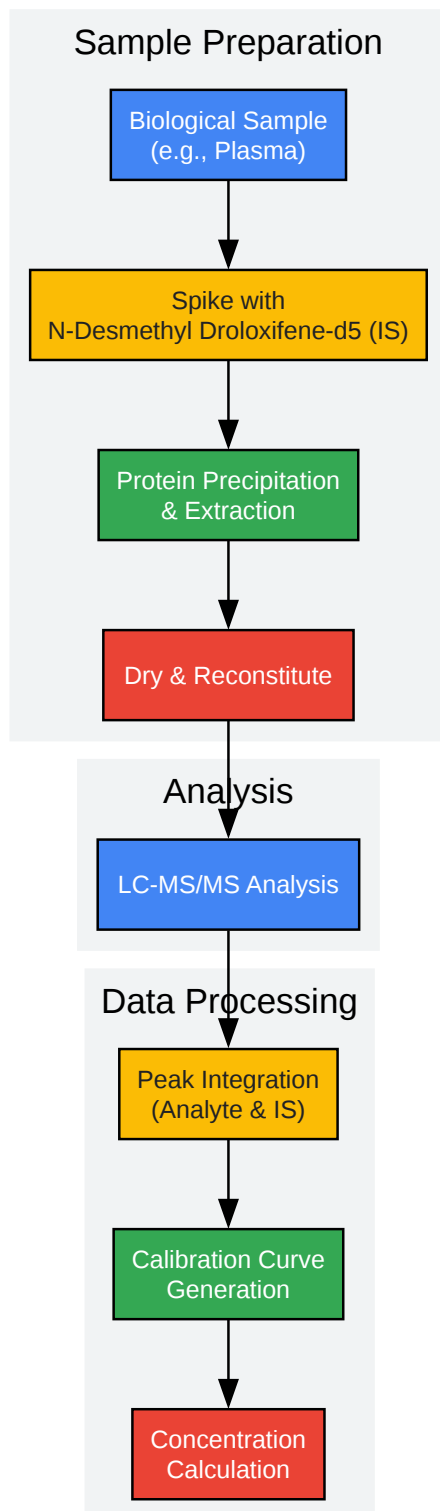 Sample Preparation
Biological Sample
(e.g., Plasma)
Spike with
N-Desmethyl Droloxifene-d5 (IS)
Protein Precipitation
& Extraction
Dry & Reconstitute
Analysis
LC-MS/MS Analysis
Data Processing
Peak Integration
(Analyte & IS)
Calibration Curve
Generation
Concentration
Calculation